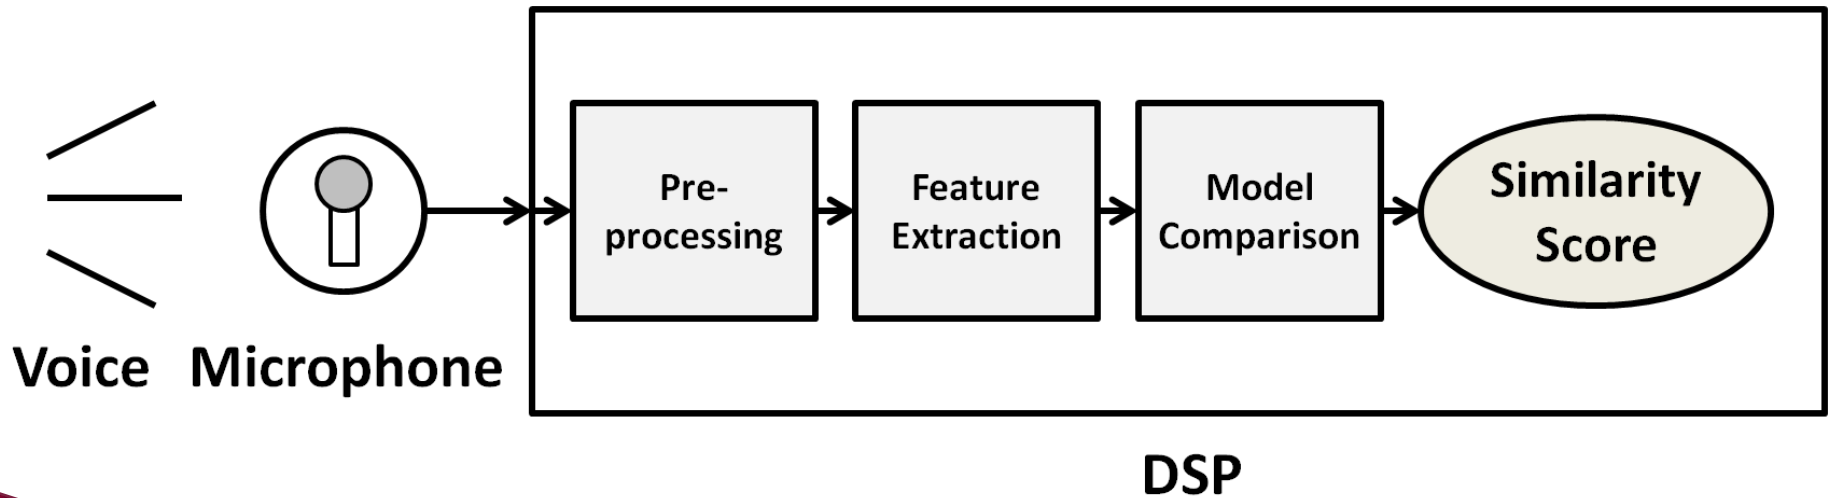 Voice
Microphone
Pre-
processing
Feature
Extraction
Model
Comparison
Similarity
Score
DSP